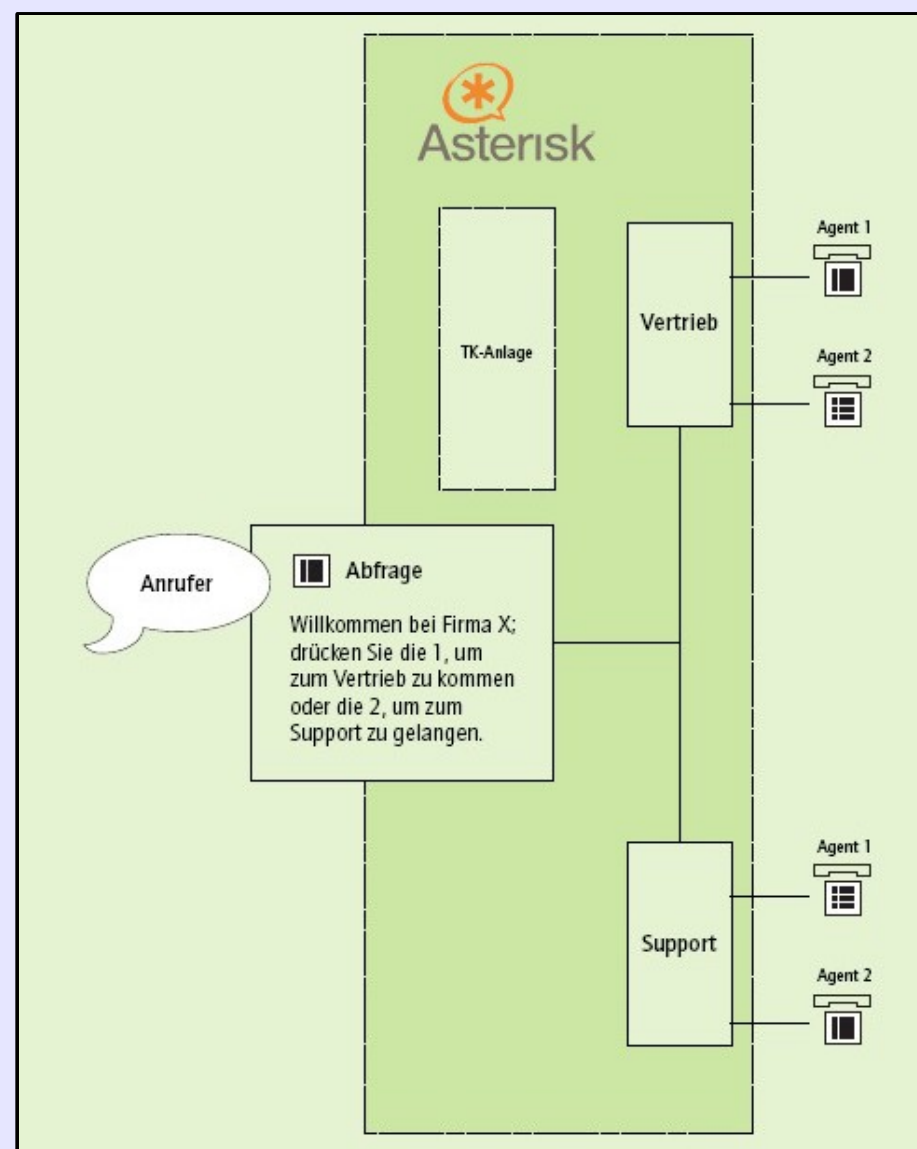 Asterisk
Agent 1
Vertrieb
TK-Anlage
Agent 2
Anrufer
Abfrage
Willkommen bei Firma X;
drücken Sie die 1, um
zum Vertrieb zu kommen
oder die 2, um zum
Support zu gelangen.
Agent 1
Support
Agent 2